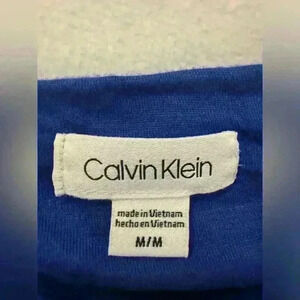 Calvin Klein
made in Vietnam
hecho en Vietnam
M/M